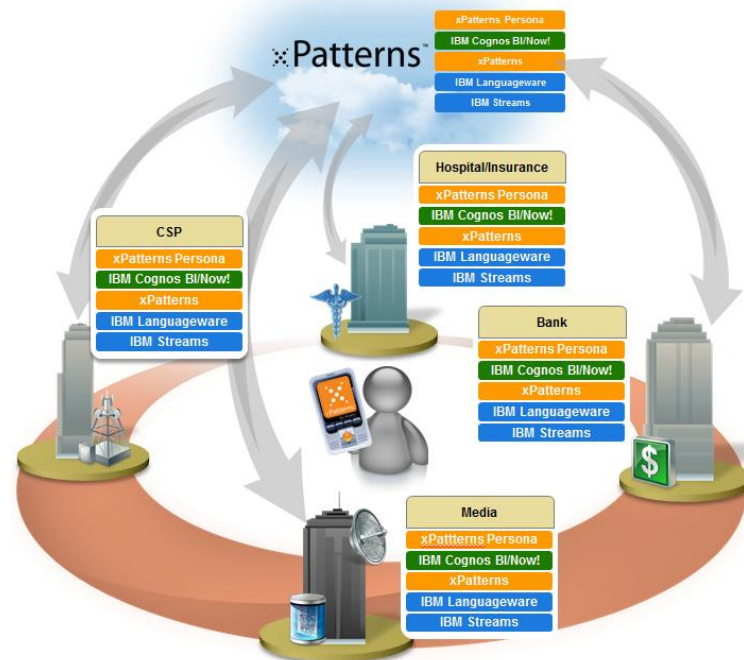 xPatterns™
xPatterns Persona
IBM Cognos BI/Now!
xPatterns
IBM Languageware
IBM Streams
Hospital/Insurance
xPatterns Persona
IBM Cognos BI/Now!
xPatterns
IBM Languageware
IBM Streams
CSP
xPatterns Persona
IBM Cognos BI/Now!
xPatterns
IBM Languageware
IBM Streams
Bank
xPatterns Persona
IBM Cognos BI/Now!
xPatterns
IBM Languageware
IBM Streams
xPatterns
$
Media
xPattterns Persona
IBM Cognos BI/Now!
xPatterns
IBM Languageware
IBM Streams